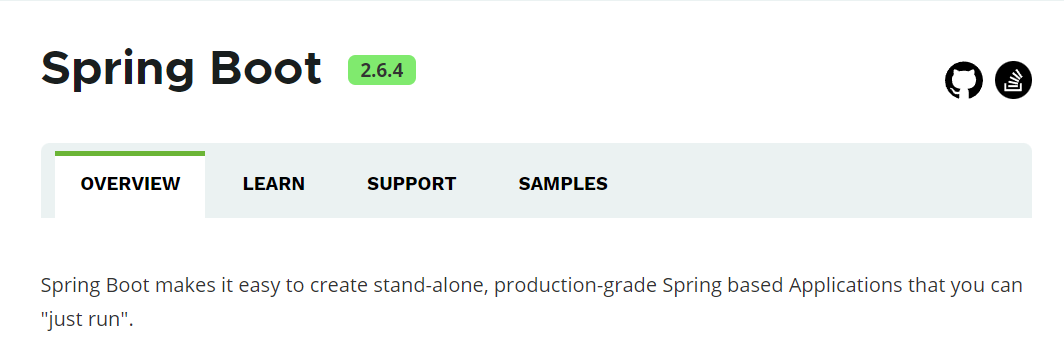 Spring Boot 2.6.4
OVERVIEW LEARN SUPPORT SAMPLES
Spring Boot makes it easy to create stand-alone, production-grade Spring based Applications that you can
"just run".